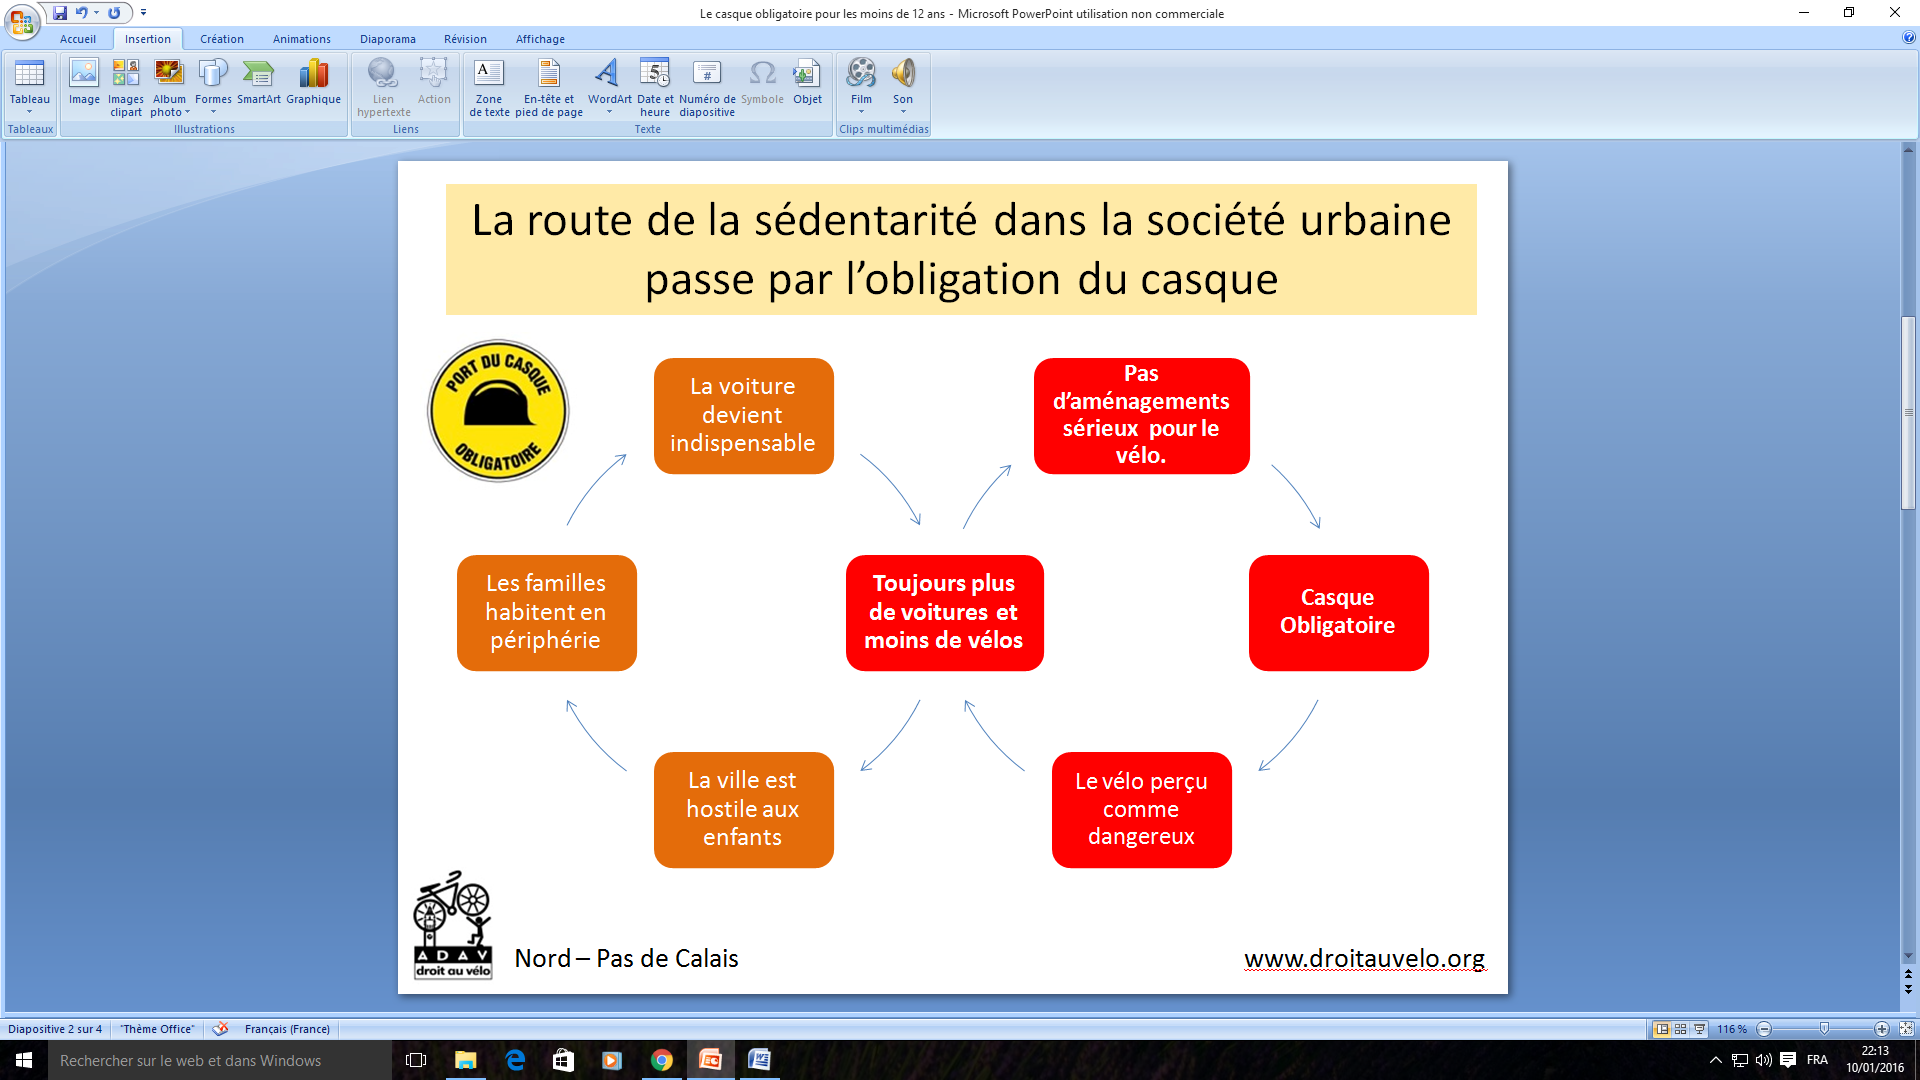 Le casque obligatoire pour les moins de 12 ans - Microsoft PowerPoint utilisation non commerciale
Accueil
Insertion
Création
Animations
Diaporama
Révision
Affichage
Tableau
Image
Images clipart
Album photo
Formes
SmartArt
Graphique
Lien hypertexte
Action
Zone de texte
En-tête et pied de page
WordArt
Date et heure
Numéro de diapositive
Symbole
Objet
Film
Son
Tableaux
Illustrations
Liens
Texte
Clips multimédias
La route de la sédentarité dans la société urbaine
passe par l’obligation du casque
PORT DU CASQUE
OBLIGATOIRE
La voiture
devient
indispensable
Pas
d’aménagements
sérieux pour le
vélo.
Les familles
habitent en
périphérie
Toujours plus
de voitures et
moins de vélos
Casque
Obligatoire
La ville est
hostile aux
enfants
Le vélo perçu
comme
dangereux
ADAV
droit au vélo
Nord – Pas de Calais
www.droitauvelo.org
Diapositive 2 sur 4
"Thème Office"
Français (France)
116 %
Rechercher sur le web et dans Windows
FRA
22:13
10/01/2016